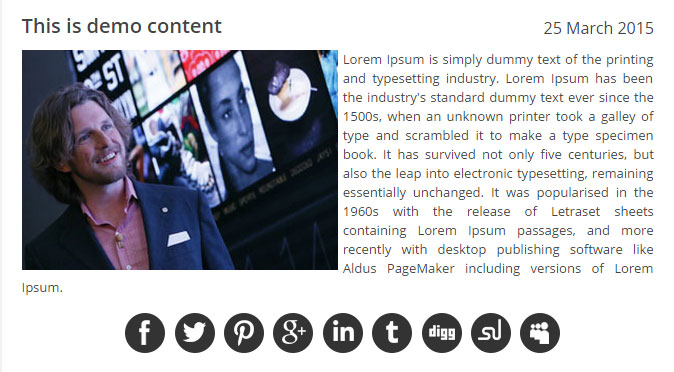 This is demo content
25 March 2015
Lorem Ipsum is simply dummy text of the printing
and typesetting industry. Lorem Ipsum has been
the industry's standard dummy text ever since the
1500s, when an unknown printer took a galley of
type and scrambled it to make a type specimen
book. It has survived not only five centuries, but
also the leap into electronic typesetting, remaining
essentially unchanged. It was popularised in the
1960s with the release of Letraset sheets
containing Lorem Ipsum passages, and more
recently with desktop publishing software like
Aldus PageMaker including versions of Lorem
Ipsum.
f g+ in t digg